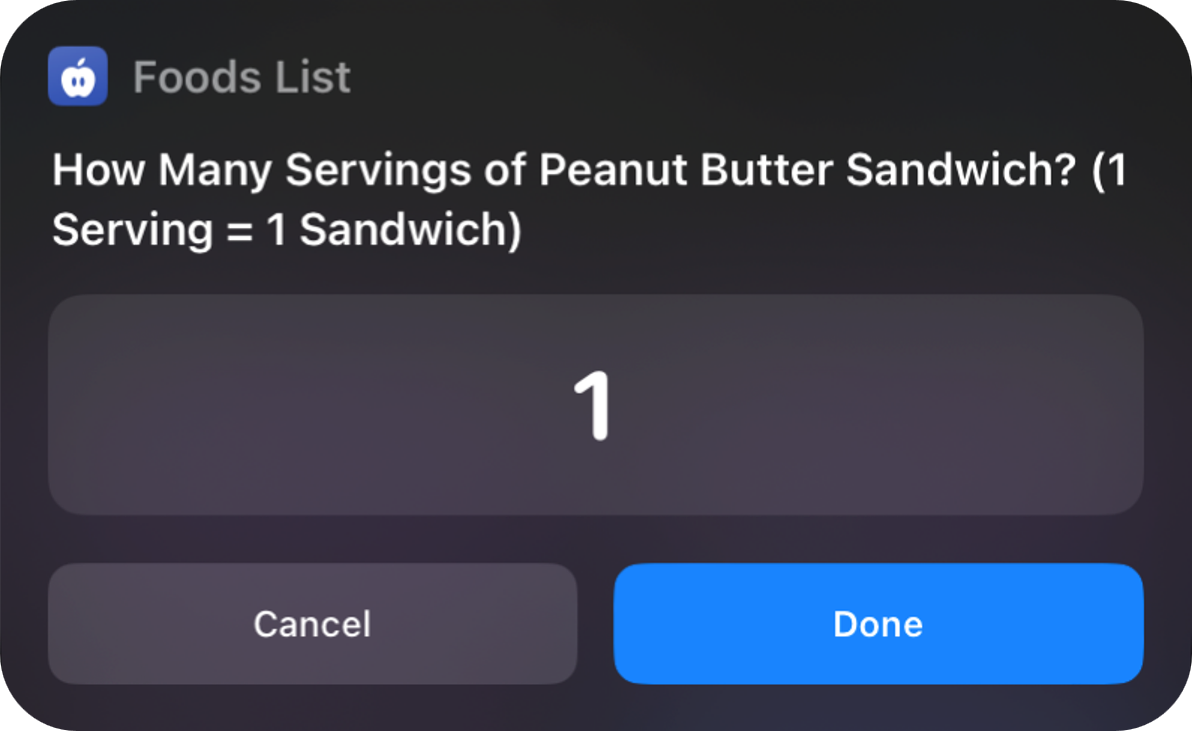 Foods List
How Many Servings of Peanut Butter Sandwich? (1
Serving = 1 Sandwich)
1
Cancel
Done